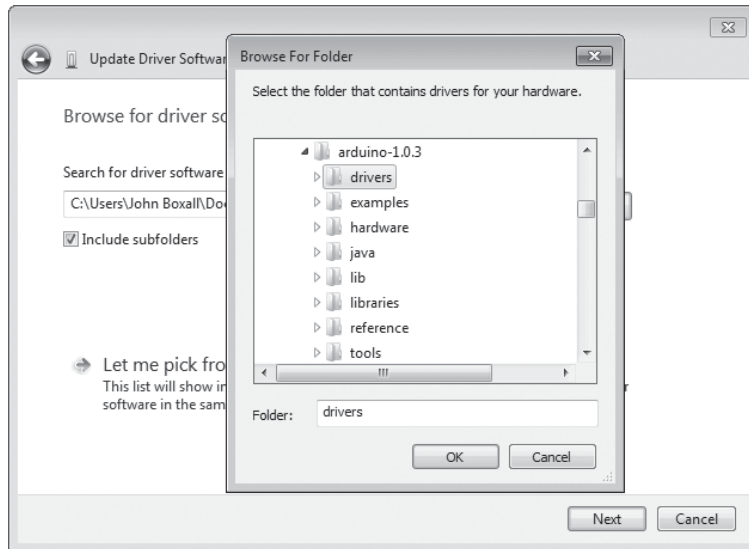 Update Driver Softwar
Browse for driver so
Search for driver software
C:\Users\John Boxall\Do
Include subfolders
Let me pick fro
This list will show in
software in the sam
Browse For Folder
Select the folder that contains drivers for your hardware.
arduino-1.0.3
drivers
examples
hardware
java
lib
libraries
reference
tools
Folder:
drivers
OK
Cancel
Next
Cancel